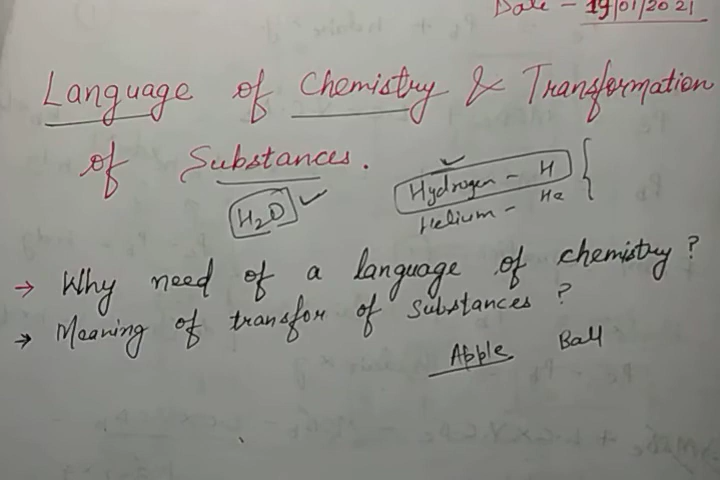 Date - 19/01/2021
Language of Chemistry & Transformation
of Substances.
H₂O ✓ Hydrogen - H
Helium - He
→ Why need of a language of chemistry?
→ Meaning of transfor of substances?
Apple Ball